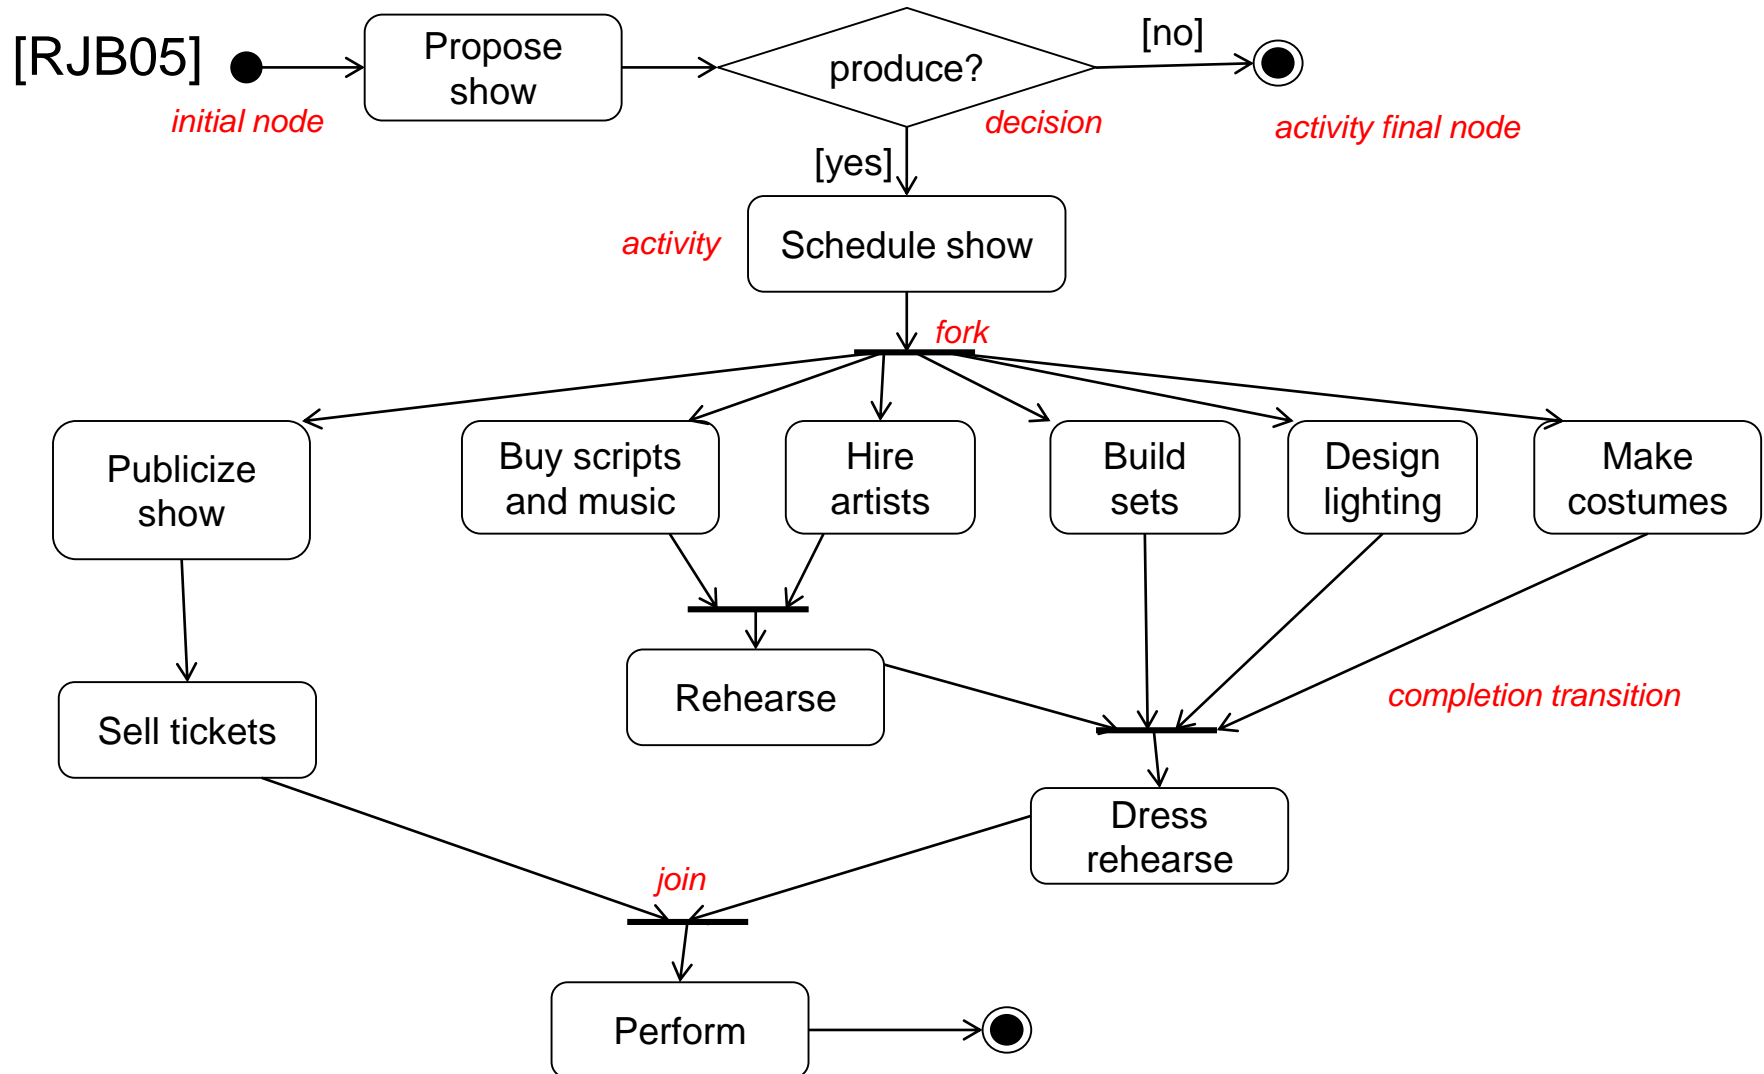 [RJB05]
Propose
show
produce?
[no]
initial node
decision
activity final node
[yes]
activity
Schedule show
fork
Publicize
show
Buy scripts
and music
Hire
artists
Build
sets
Design
lighting
Make
costumes
Rehearse
completion transition
Sell tickets
Dress
rehearse
join
Perform